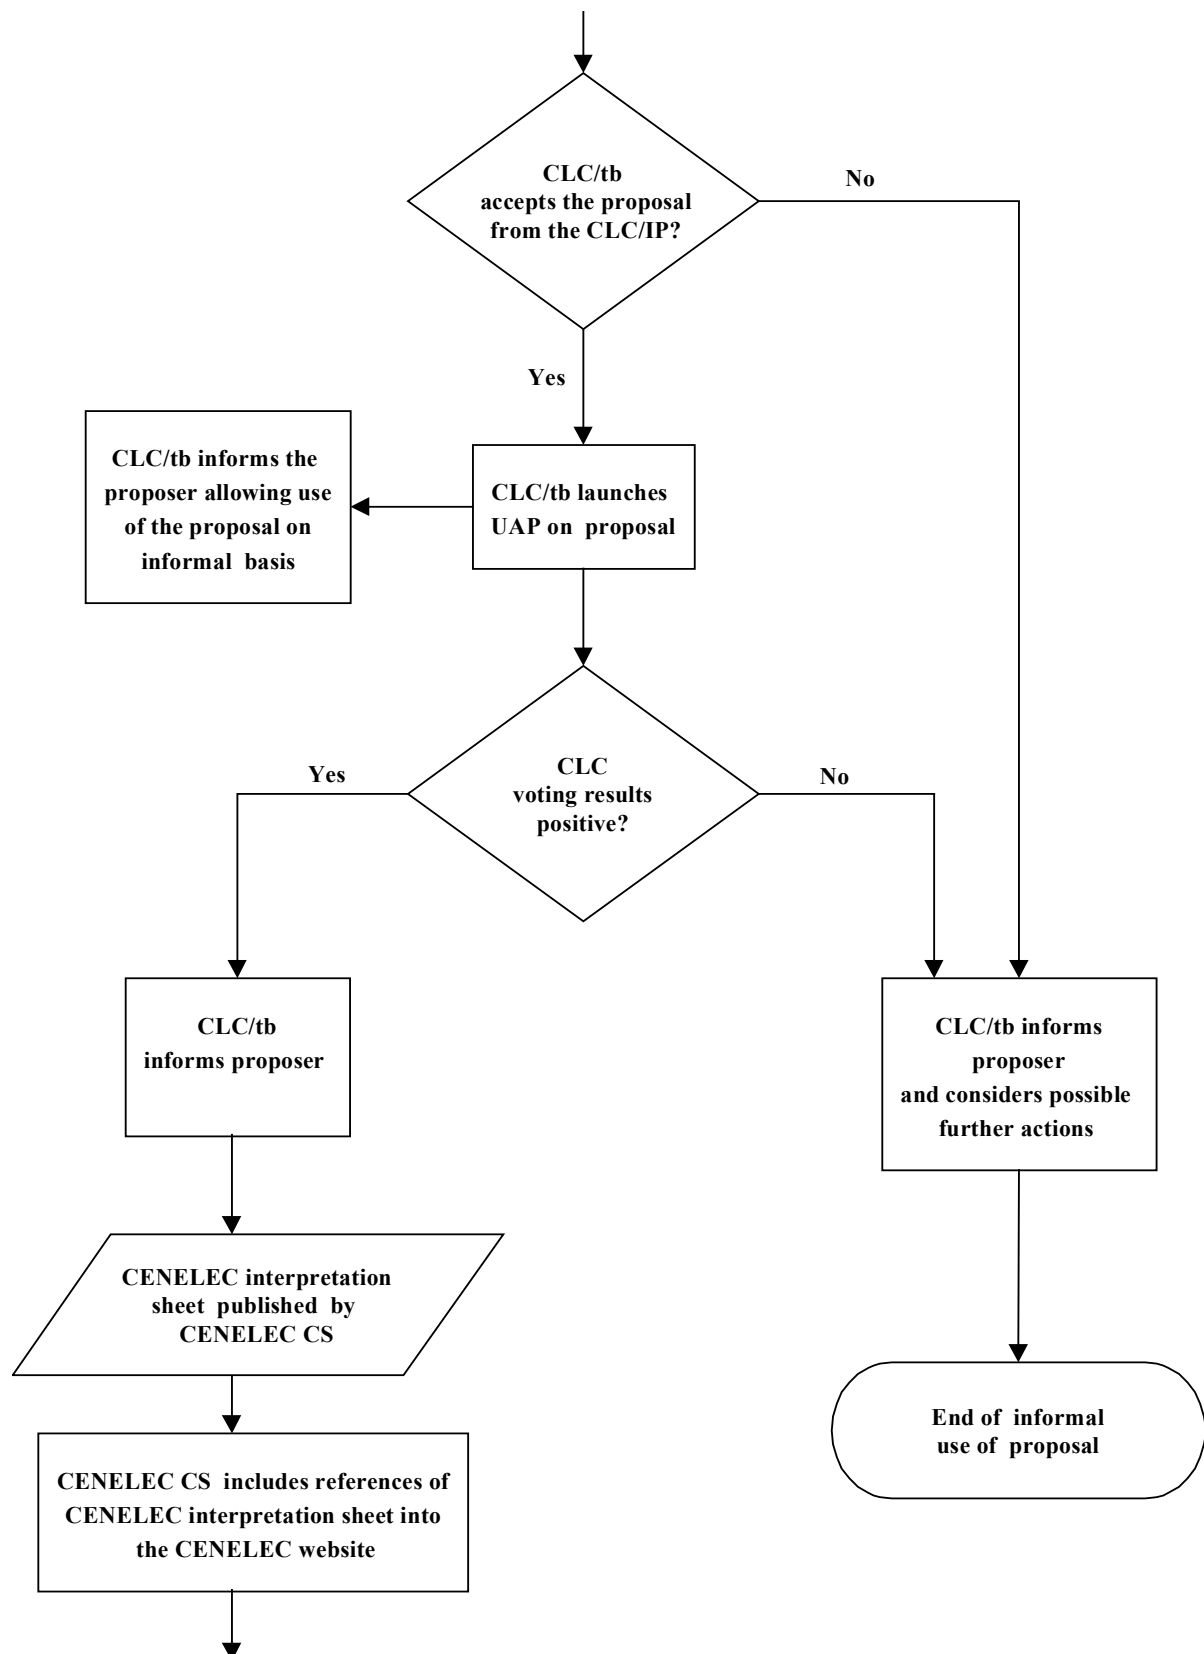 CLC/tb
accepts the proposal
from the CLC/IP?
No
Yes
CLC/tb informs the
proposer allowing use
of the proposal on
informal basis
CLC/tb launches
UAP on proposal
Yes
CLC
voting results
positive?
No
CLC/tb
informs proposer
CLC/tb informs
proposer
and considers possible
further actions
CENELEC interpretation
sheet published by
CENELEC CS
End of informal
use of proposal
CENELEC CS includes references of
CENELEC interpretation sheet into
the CENELEC website